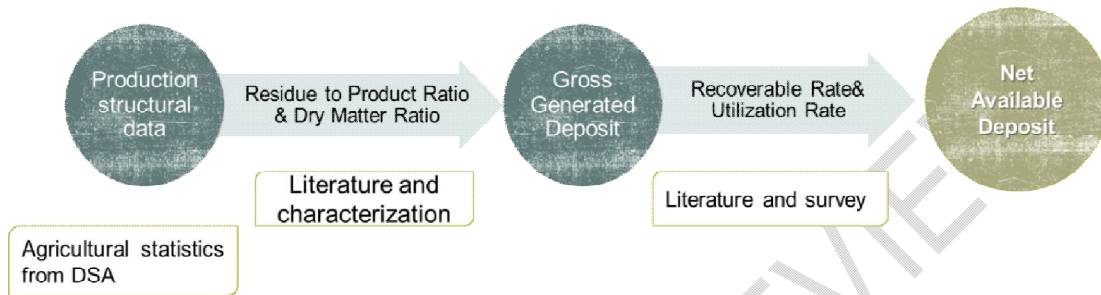 Production
structural
data
Residue to Product Ratio
& Dry Matter Ratio
Gross
Generated
Deposit
Recoverable Rate&
Utilization Rate
Net
Available
Deposit
Literature and
characterization
Literature and survey
Agricultural statistics
from DSA